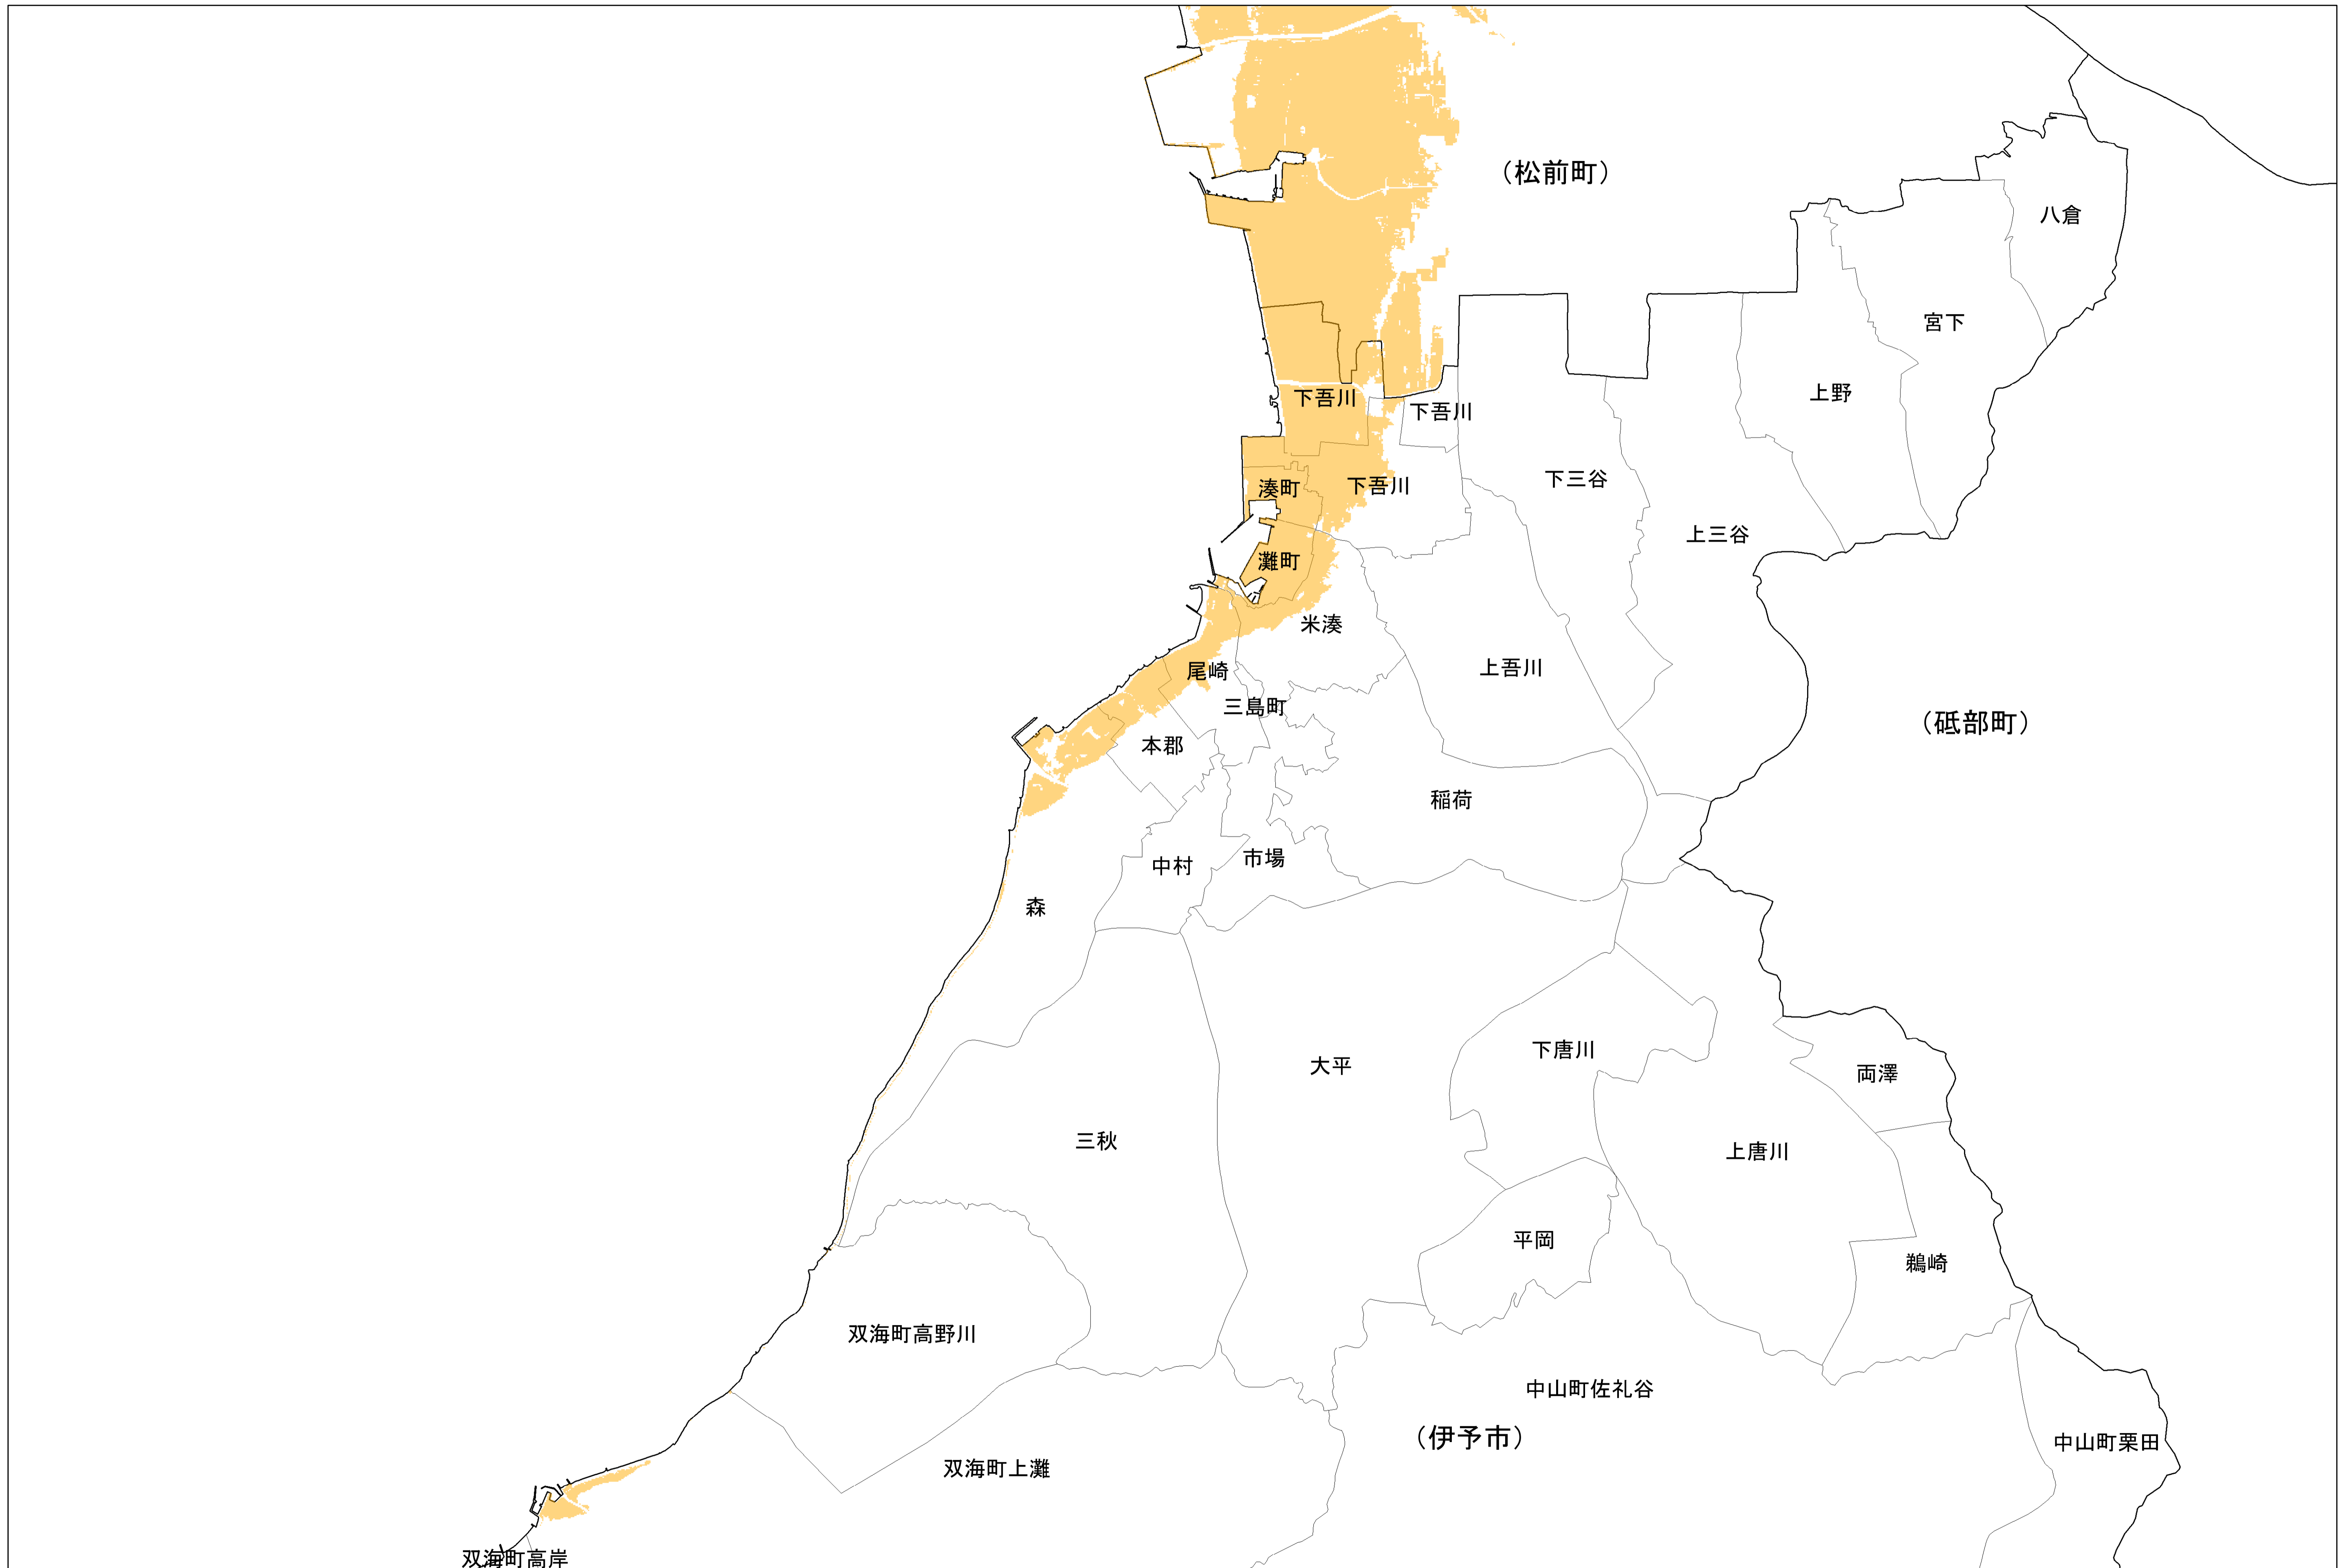 （松前町）
八倉
宮下
上野
下吾川
下吾川
下三谷
湊町
下吾川
上三谷
灘町
米湊
尾崎
上吾川
三島町
（砥部町）
本郡
稲荷
市場
中村
森
下唐川
大平
両澤
三秋
上唐川
平岡
鵜崎
双海町高野川
中山町佐礼谷
（伊予市）
中山町栗田
双海町上灘
双海町高岸